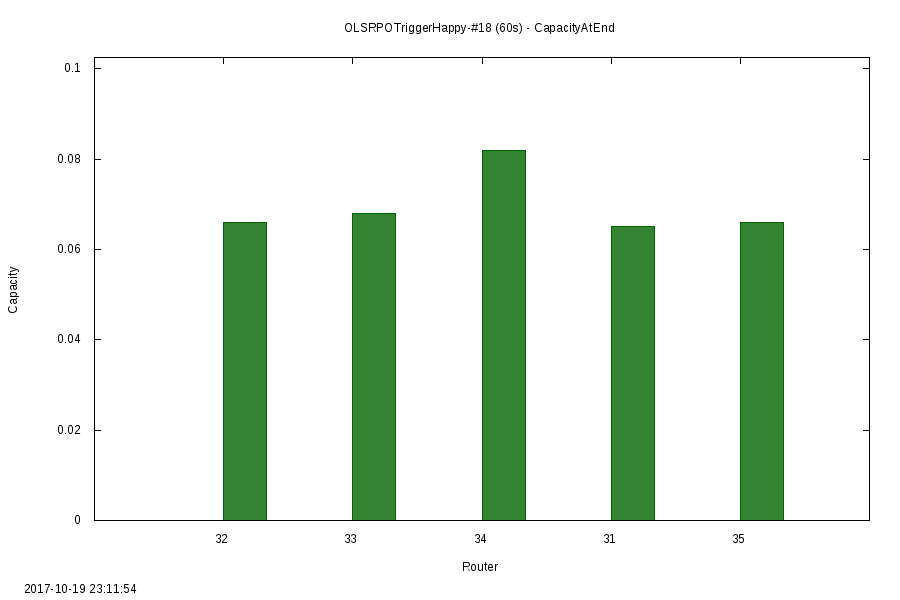 OLSRPOTriggerHappy-#18 (60s) - CapacityAtEnd
0.1
0.08
0.06
0.04
0.02
0
Capacity
32 33 34 31 35
Router
2017-10-19 23:11:54